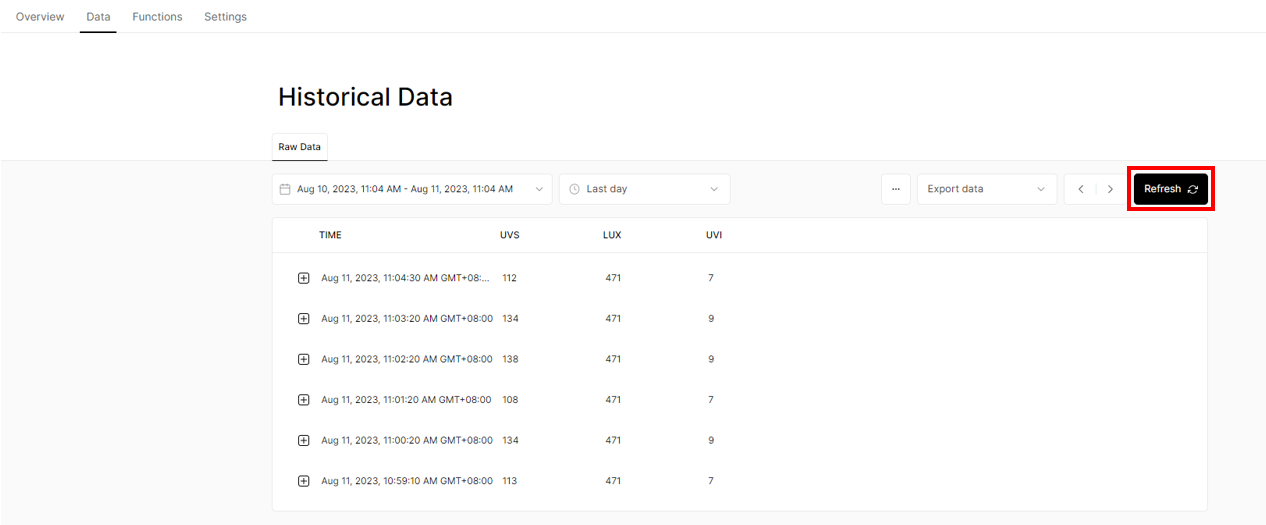 Overview Data Functions Settings
Historical Data
Raw Data
Aug 10, 2023, 11:04 AM - Aug 11, 2023, 11:04 AM Last day ... Export data Refresh
TIME UVS LUX UVI
Aug 11, 2023, 11:04:30 AM GMT+08:... 112 471 7
Aug 11, 2023, 11:03:20 AM GMT+08:00 134 471 9
Aug 11, 2023, 11:02:20 AM GMT+08:00 138 471 9
Aug 11, 2023, 11:01:20 AM GMT+08:00 108 471 7
Aug 11, 2023, 11:00:20 AM GMT+08:00 134 471 9
Aug 11, 2023, 10:59:10 AM GMT+08:00 113 471 7